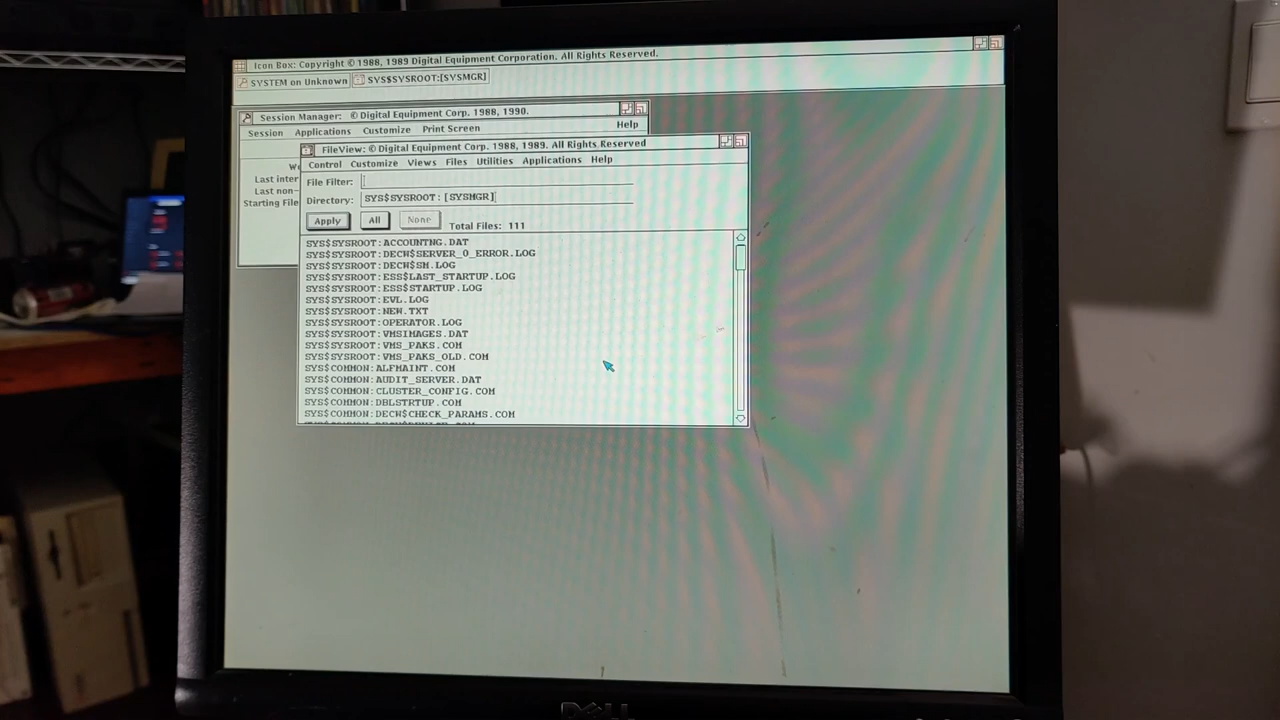 Icon Box: Copyright © 1988, 1989 Digital Equipment Corporation. All Rights Reserved.
SYSTEM on Unknown SYS$SYSROOT:[SYSMGR]
Session Manager: © Digital Equipment Corp. 1988, 1990.
Session Applications Customize Print Screen Help
Last inter
Last non-
Starting File
FileView: © Digital Equipment Corp. 1988, 1989. All Rights Reserved
Control Customize Views Files Utilities Applications Help
File Filter:
Directory: SYS$SYSROOT:[SYSMGR]
Apply All None Total Files: 111
SYS$SYSROOT:ACCOUNTNG.DAT
SYS$SYSROOT:DECW$SERVER_0_ERROR.LOG
SYS$SYSROOT:DECW$SM.LOG
SYS$SYSROOT:ESS$LAST_STARTUP.LOG
SYS$SYSROOT:ESS$STARTUP.LOG
SYS$SYSROOT:EVL.LOG
SYS$SYSROOT:NEW.TXT
SYS$SYSROOT:OPERATOR.LOG
SYS$SYSROOT:VMSIMAGES.DAT
SYS$SYSROOT:VMS_PAKS.COM
SYS$SYSROOT:VMS_PAKS_OLD.COM
SYS$COMMON:ALFMAINT.COM
SYS$COMMON:AUDIT_SERVER.DAT
SYS$COMMON:CLUSTER_CONFIG.COM
SYS$COMMON:DBLSTRTUP.COM
SYS$COMMON:DECW$CHECK_PARAMS.COM
DELL